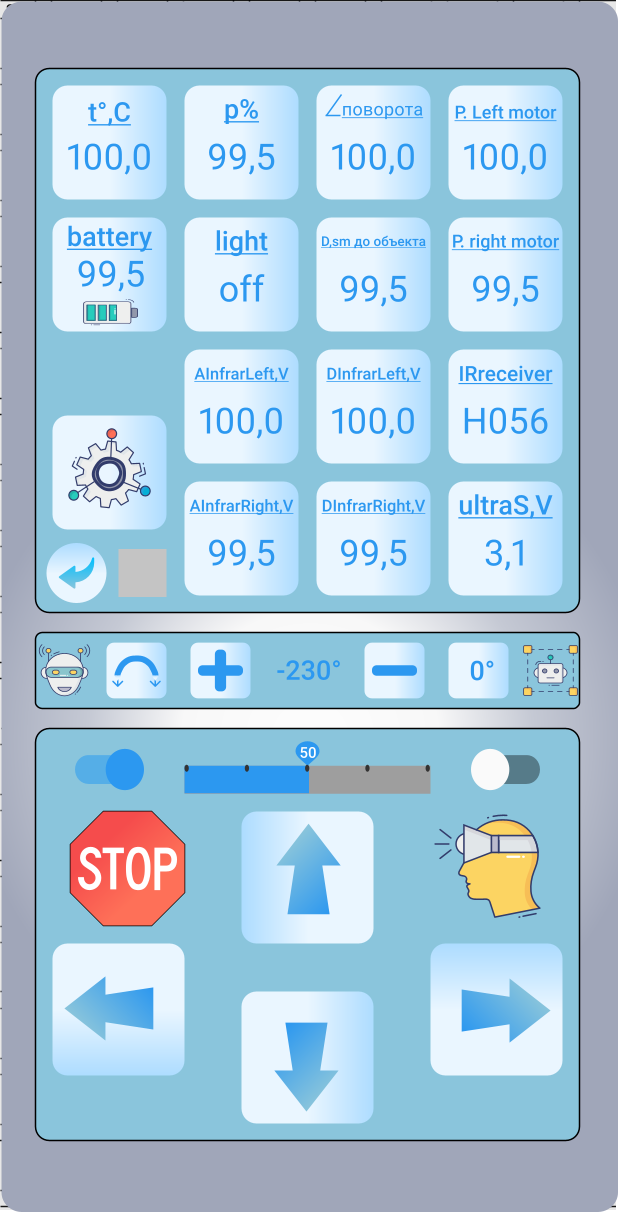 t°,C
100,0
p%
99,5
∠поворота
100,0
P. Left motor
100,0
battery
99,5
light
off
D,sm до объекта
99,5
P. right motor
99,5
AInfrarLeft,V
100,0
DInfrarLeft,V
100,0
IRreceiver
H056
AInfrarRight,V
99,5
DInfrarRight,V
99,5
ultraS,V
3,1
-230°
0°
50
STOP